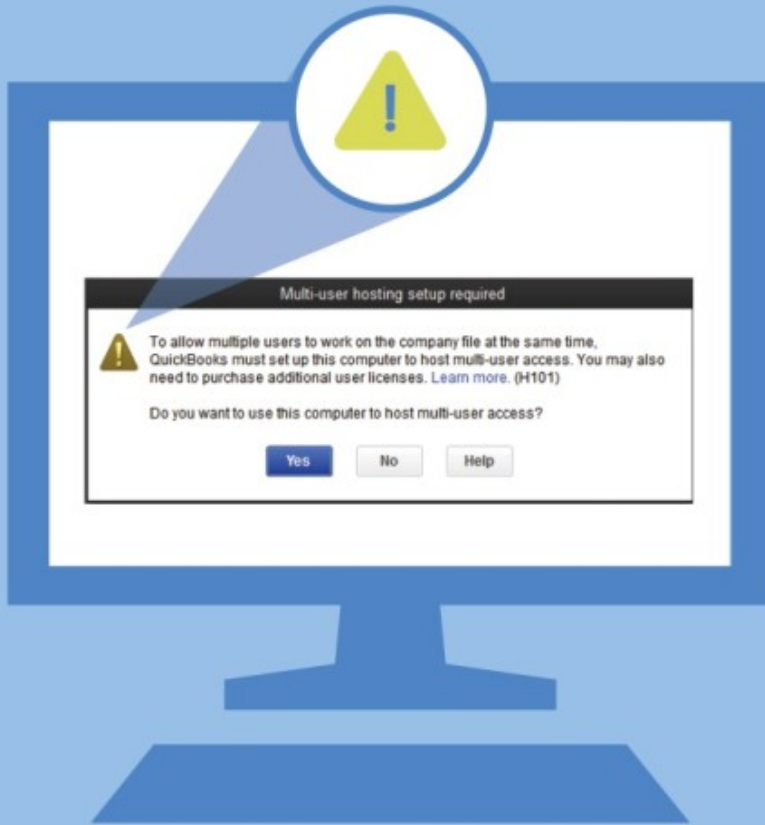 Multi-user hosting setup required
To allow multiple users to work on the company file at the same time,
QuickBooks must set up this computer to host multi-user access. You may also
need to purchase additional user licenses. Learn more. (H101)
Do you want to use this computer to host multi-user access?
Yes No Help